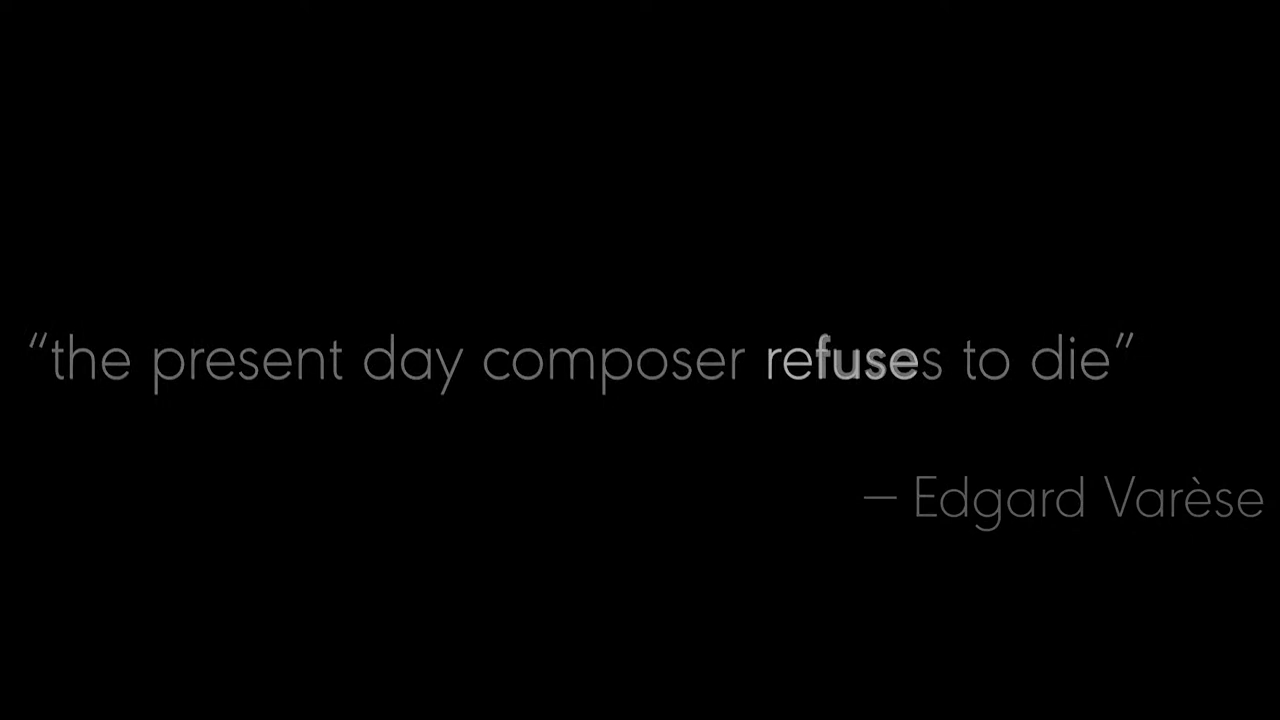 “the present day composer refuses to die”
— Edgard Varèse